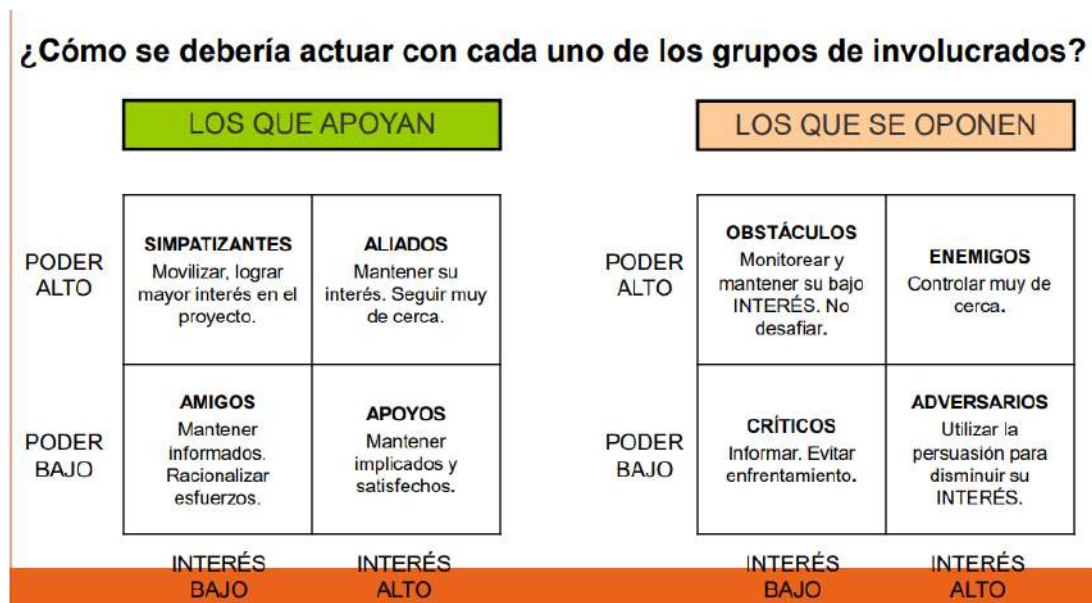 ¿Cómo se debería actuar con cada uno de los grupos de involucrados?
LOS QUE APOYAN
PODER
ALTO
SIMPATIZANTES
Movilizar, lograr
mayor interés en el
proyecto.
ALIADOS
Mantener su
interés. Seguir muy
de cerca.
PODER
BAJO
AMIGOS
Mantener
informados.
Racionalizar
esfuerzos.
APOYOS
Mantener
implicados y
satisfechos.
INTERÉS
BAJO
INTERÉS
ALTO
LOS QUE SE OPONEN
PODER
ALTO
OBSTÁCULOS
Monitorear y
mantener su bajo
INTERÉS. No
desafiar.
ENEMIGOS
Controlar muy de
cerca.
PODER
BAJO
CRÍTICOS
Informar. Evitar
enfrentamiento.
ADVERSARIOS
Utilizar la
persuasión para
disminuir su
INTERÉS.
INTERÉS
BAJO
INTERÉS
ALTO